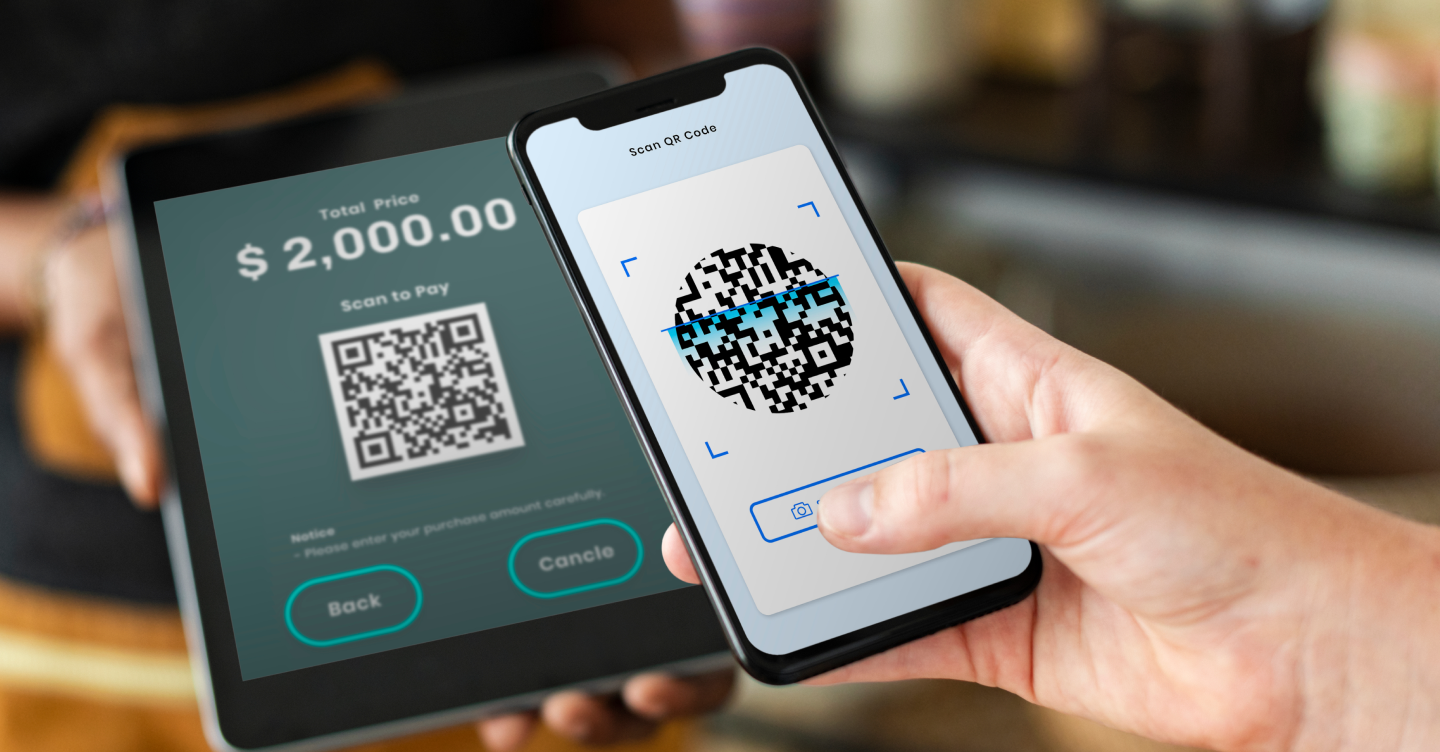 Total Price
$ 2,000.00
Scan to Pay
Notice
- Please enter your purchase amount carefully.
Back
Cancle
Scan QR Code